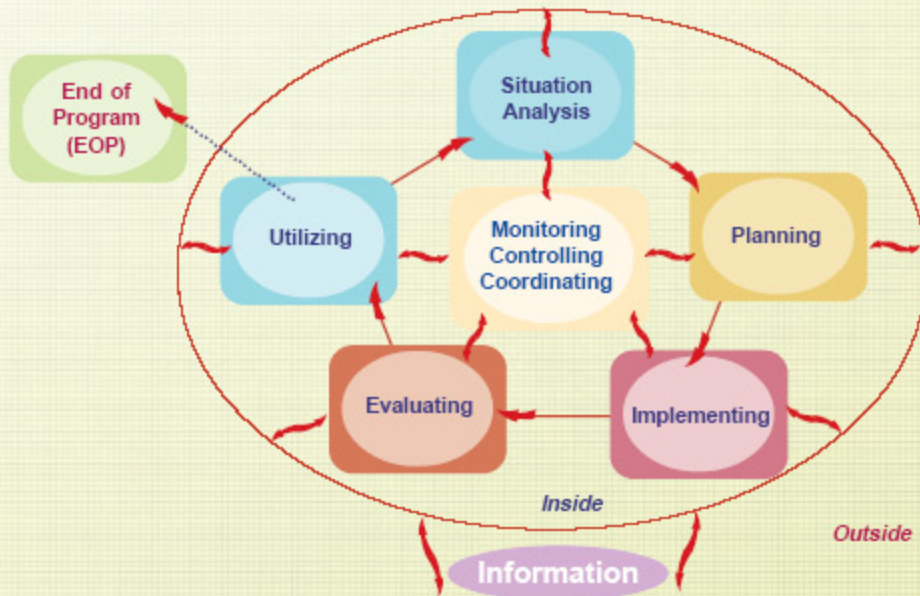 End of
Program
(EOP)
Situation
Analysis
Utilizing
Monitoring
Controlling
Coordinating
Planning
Evaluating
Implementing
Inside
Outside
Information